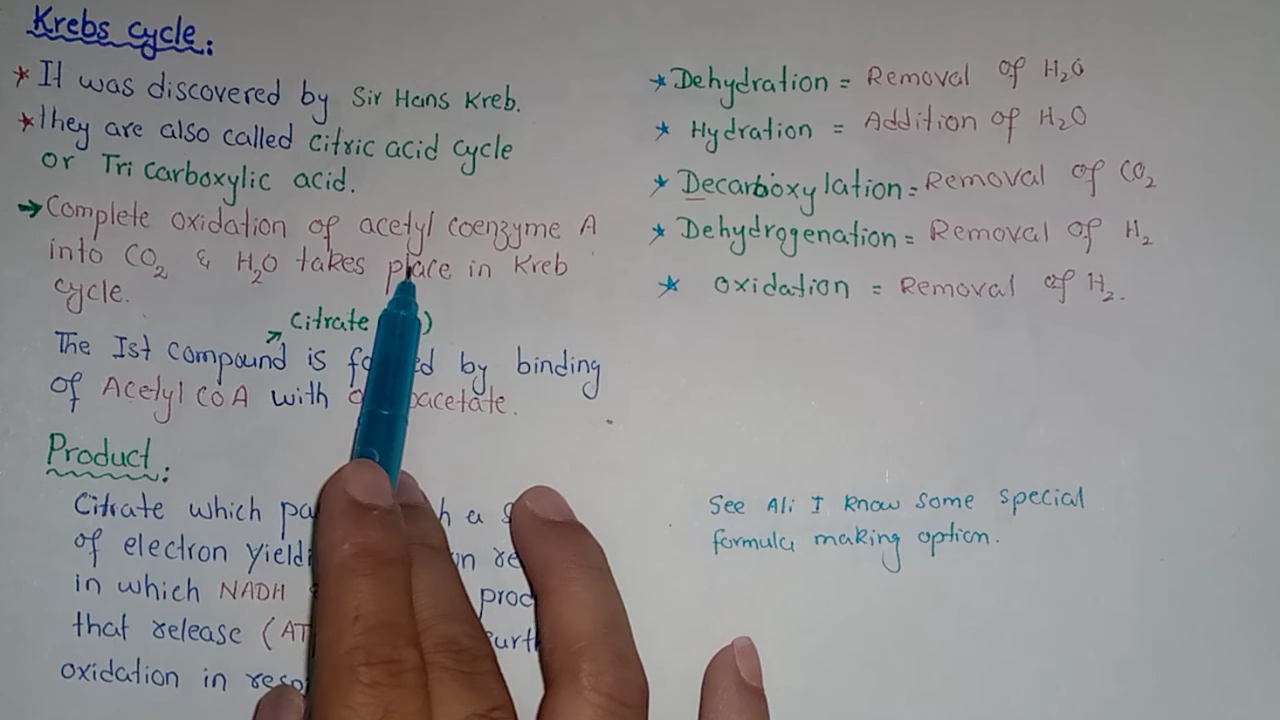 Krebs cycle:
* It was discovered by Sir Hans Kreb.
* They are also called citric acid cycle
or Tri carboxylic acid.
→ Complete oxidation of acetyl coenzyme A
into CO₂ & H₂O takes place in Kreb
cycle.
Citrate )
The Ist compound is by binding
of Acetyl CoA with
Product:
Citrate which a
of electron
in which NADH
that release (
oxidation in
* Dehydration = Removal of H₂O
* Hydration = Addition of H₂O
* Decarboxylation = Removal of CO₂
* Dehydrogenation = Removal of H₂
* Oxidation = Removal of H₂.
See Ali I know some special
formula making option.